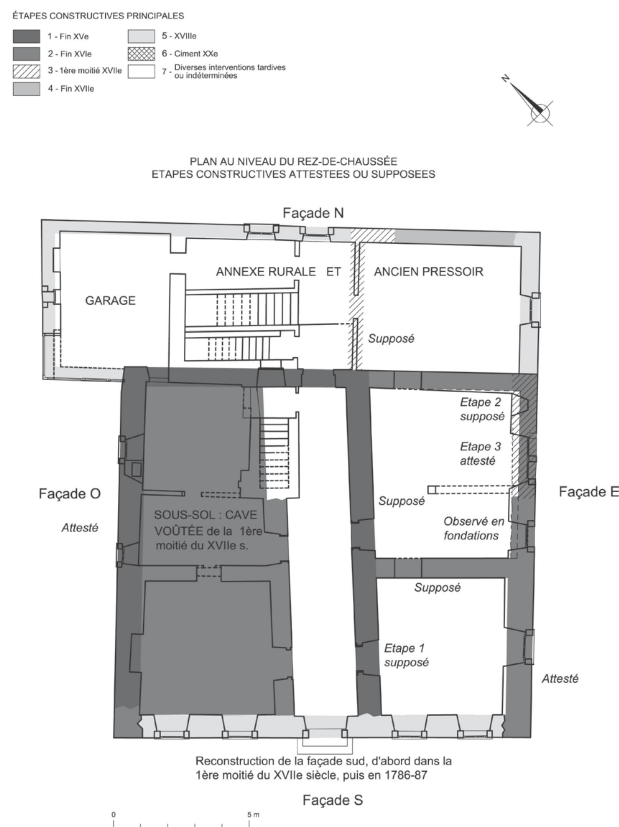 ÉTAPES CONSTRUCTIVES PRINCIPALES
1 - Fin XVe
2 - Fin XVIe
3 - 1ère moitié XVIIe
4 - Fin XVIIe
5 - XVIIIe
6 - Ciment XXe
7 - Diverses interventions tardives
ou indéterminées
N
PLAN AU NIVEAU DU REZ-DE-CHAUSSÉE
ETAPES CONSTRUCTIVES ATTESTEES OU SUPPOSEES
Façade N
ANNEXE RURALE ET ANCIEN PRESSOIR
GARAGE
Supposé
Etape 2
supposé
Etape 3
attesté
Façade O
Façade E
Supposé
Attesté
SOUS-SOL : CAVE
VOÛTÉE de la 1ère
moitié du XVIIe s.
Observé en
fondations
Supposé
Etape 1
supposé
Attesté
Reconstruction de la façade sud, d'abord dans la
1ère moitié du XVIIe siècle, puis en 1786-87
Façade S
0 5 m